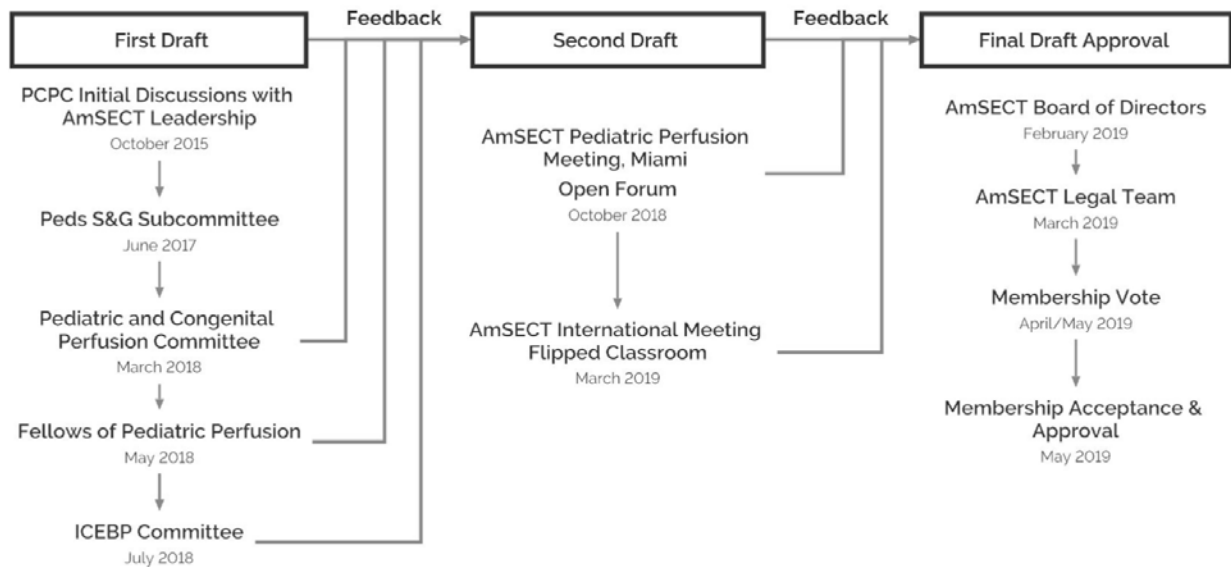 Feedback
Feedback
First Draft
Second Draft
Final Draft Approval
PCPC Initial Discussions with
AmSECT Leadership
October 2015
Peds S&G Subcommittee
June 2017
Pediatric and Congenital
Perfusion Committee
March 2018
Fellows of Pediatric Perfusion
May 2018
ICEBP Committee
July 2018
AmSECT Pediatric Perfusion
Meeting, Miami
Open Forum
October 2018
AmSECT International Meeting
Flipped Classroom
March 2019
AmSECT Board of Directors
February 2019
AmSECT Legal Team
March 2019
Membership Vote
April/May 2019
Membership Acceptance &
Approval
May 2019